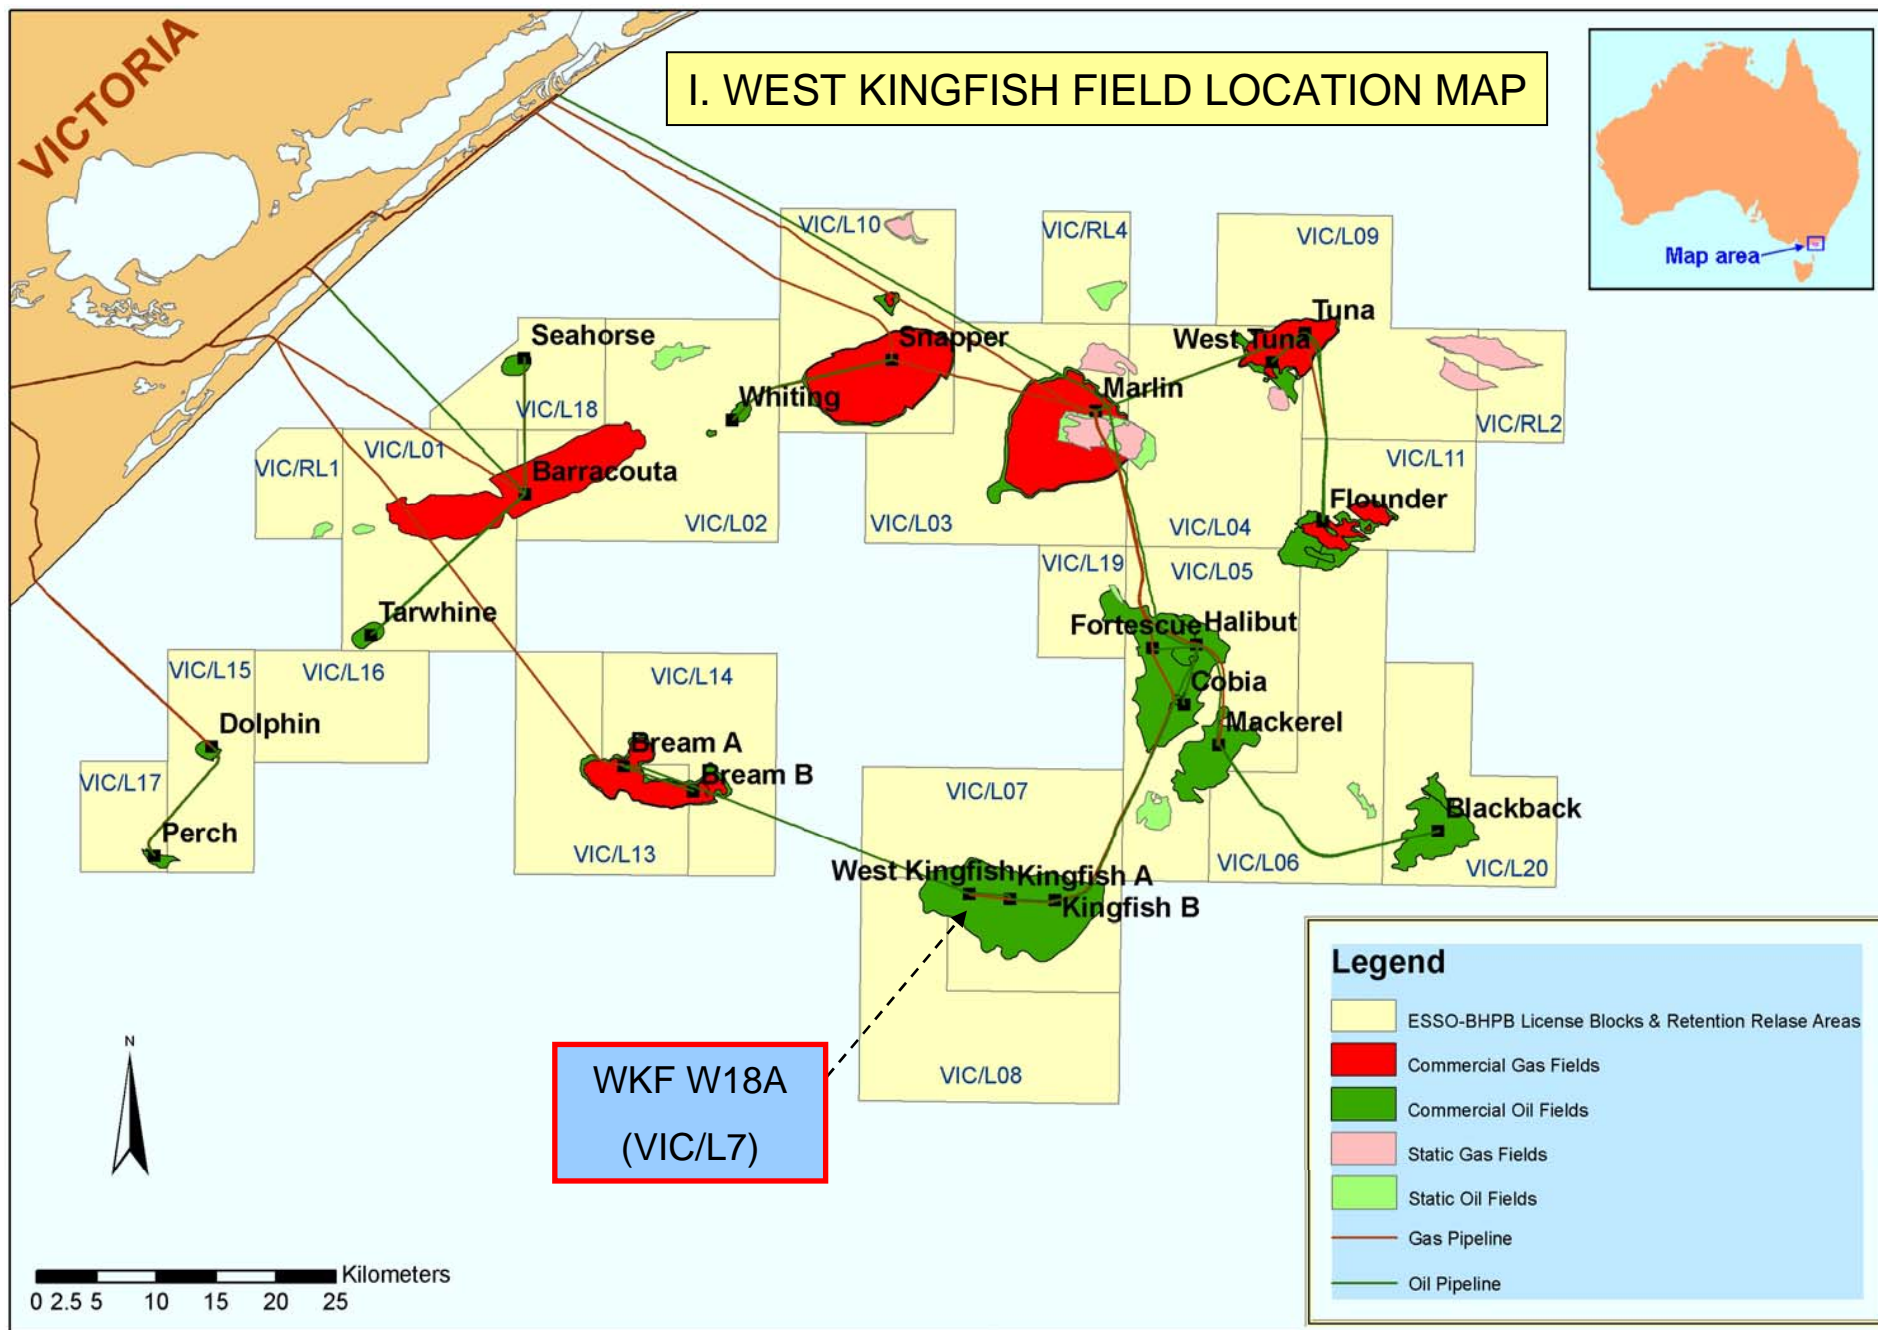 VICTORIA
I. WEST KINGFISH FIELD LOCATION MAP
Map area
VIC/L10
VIC/RL4
VIC/L09
Tuna
Seahorse
Snapper
West Tuna
Whiting
Marlin
VIC/L18
VIC/RL2
VIC/L01
VIC/RL1
Barracouta
VIC/L11
Flounder
VIC/L02
VIC/L03
VIC/L04
VIC/L19
VIC/L05
Tarwhine
Fortescue
Halibut
VIC/L15
VIC/L16
VIC/L14
Cobia
Dolphin
Mackerel
Bream A
Bream B
VIC/L17
VIC/L07
Blackback
Perch
VIC/L13
VIC/L06
VIC/L20
West Kingfish
Kingfish A
Kingfish B
VIC/L08
WKF W18A
(VIC/L7)
N
Kilometers
0 2.5 5 10 15 20 25
Legend
ESSO-BHPB License Blocks & Retention Relase Areas
Commercial Gas Fields
Commercial Oil Fields
Static Gas Fields
Static Oil Fields
Gas Pipeline
Oil Pipeline